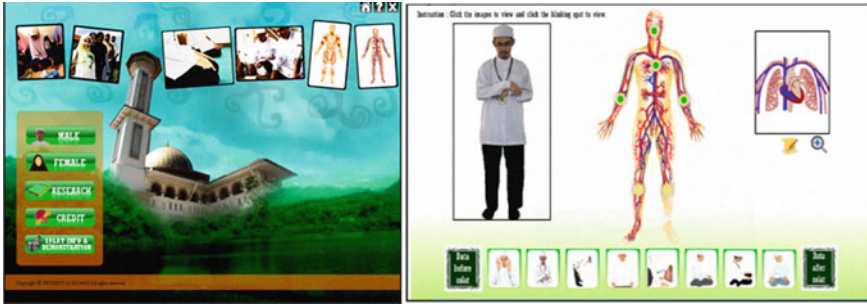 MALE
FEMALE
RESEARCH
CREDIT
SOLAT INFO &
DEMONSTRATION
Instruction : Click the images to view and click the blinking spot to view.
Data
before
solat
Data
after
solat